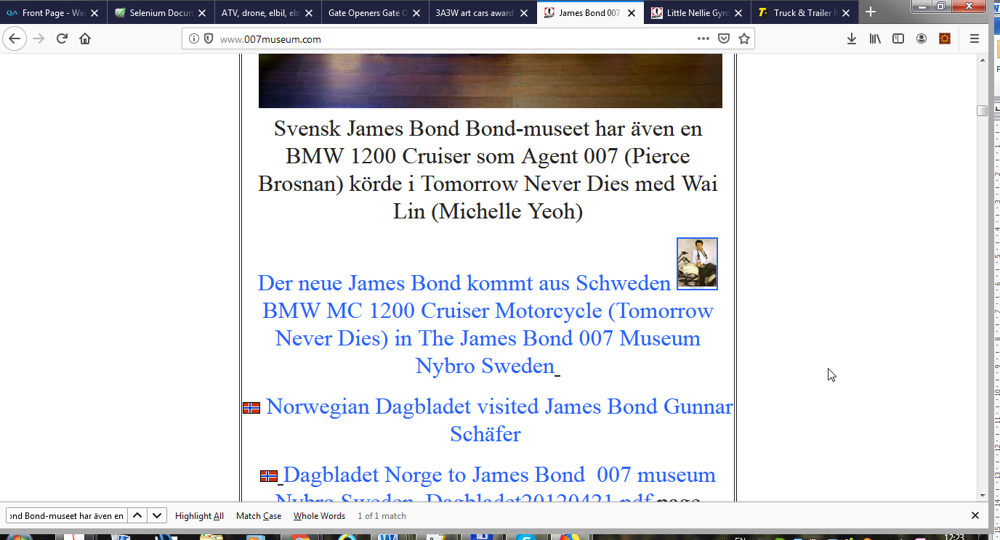 Front Page - Wel
Selenium Docum
ATV, drone, elbil, els
Gate Openers Gate O
3A3W art cars award
James Bond 007
Little Nellie Gyro
Truck & Trailer P
www.007museum.com
Svensk James Bond Bond-museet har även en
BMW 1200 Cruiser som Agent 007 (Pierce
Brosnan) körde i Tomorrow Never Dies med Wai
Lin (Michelle Yeoh)
Der neue James Bond kommt aus Schweden
BMW MC 1200 Cruiser Motorcycle (Tomorrow
Never Dies) in The James Bond 007 Museum
Nybro Sweden
Norwegian Dagbladet visited James Bond Gunnar
Schäfer
Dagbladet Norge to James Bond  007 museum
Nybro Sweden  Dagbladet20120421.pdf page
ond Bond-museet har även en
Highlight All
Match Case
Whole Words
1 of 1 match
EN
12:23